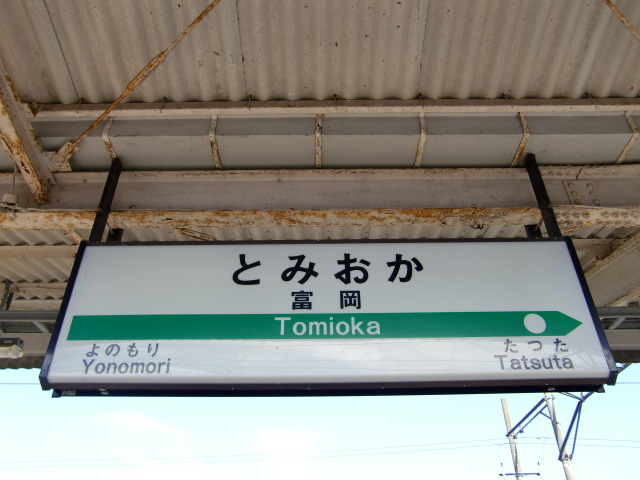 とみおか
富岡
Tomioka
よのもり
Yonomori
たつた
Tatsuta